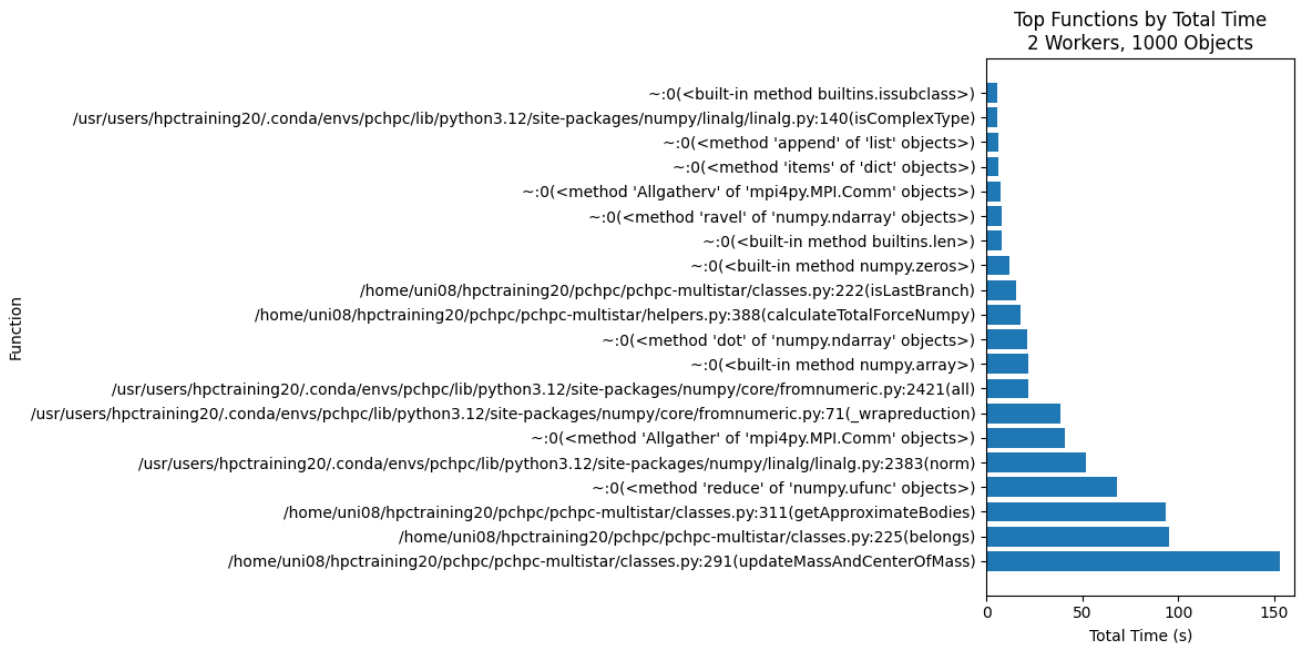 Top Functions by Total Time
2 Workers, 1000 Objects
~:0(<built-in method builtins.issubclass>)
/usr/users/hpctraining20/.conda/envs/pchpc/lib/python3.12/site-packages/numpy/linalg/linalg.py:140(isComplexType)
~:0(<method 'append' of 'list' objects>)
~:0(<method 'items' of 'dict' objects>)
~:0(<method 'Allgatherv' of 'mpi4py.MPI.Comm' objects>)
~:0(<method 'ravel' of 'numpy.ndarray' objects>)
~:0(<built-in method builtins.len>)
~:0(<built-in method numpy.zeros>)
/home/uni08/hpctraining20/pchpc/pchpc-multistar/classes.py:222(isLastBranch)
/home/uni08/hpctraining20/pchpc/pchpc-multistar/helpers.py:388(calculateTotalForceNumpy)
~:0(<method 'dot' of 'numpy.ndarray' objects>)
~:0(<built-in method numpy.array>)
/usr/users/hpctraining20/.conda/envs/pchpc/lib/python3.12/site-packages/numpy/core/fromnumeric.py:2421(all)
/usr/users/hpctraining20/.conda/envs/pchpc/lib/python3.12/site-packages/numpy/core/fromnumeric.py:71(_wrapreduction)
~:0(<method 'Allgather' of 'mpi4py.MPI.Comm' objects>)
/usr/users/hpctraining20/.conda/envs/pchpc/lib/python3.12/site-packages/numpy/linalg/linalg.py:2383(norm)
~:0(<method 'reduce' of 'numpy.ufunc' objects>)
/home/uni08/hpctraining20/pchpc/pchpc-multistar/classes.py:311(getApproximateBodies)
/home/uni08/hpctraining20/pchpc/pchpc-multistar/classes.py:225(belongs)
/home/uni08/hpctraining20/pchpc/pchpc-multistar/classes.py:291(updateMassAndCenterOfMass)
Function
0 50 100 150
Total Time (s)